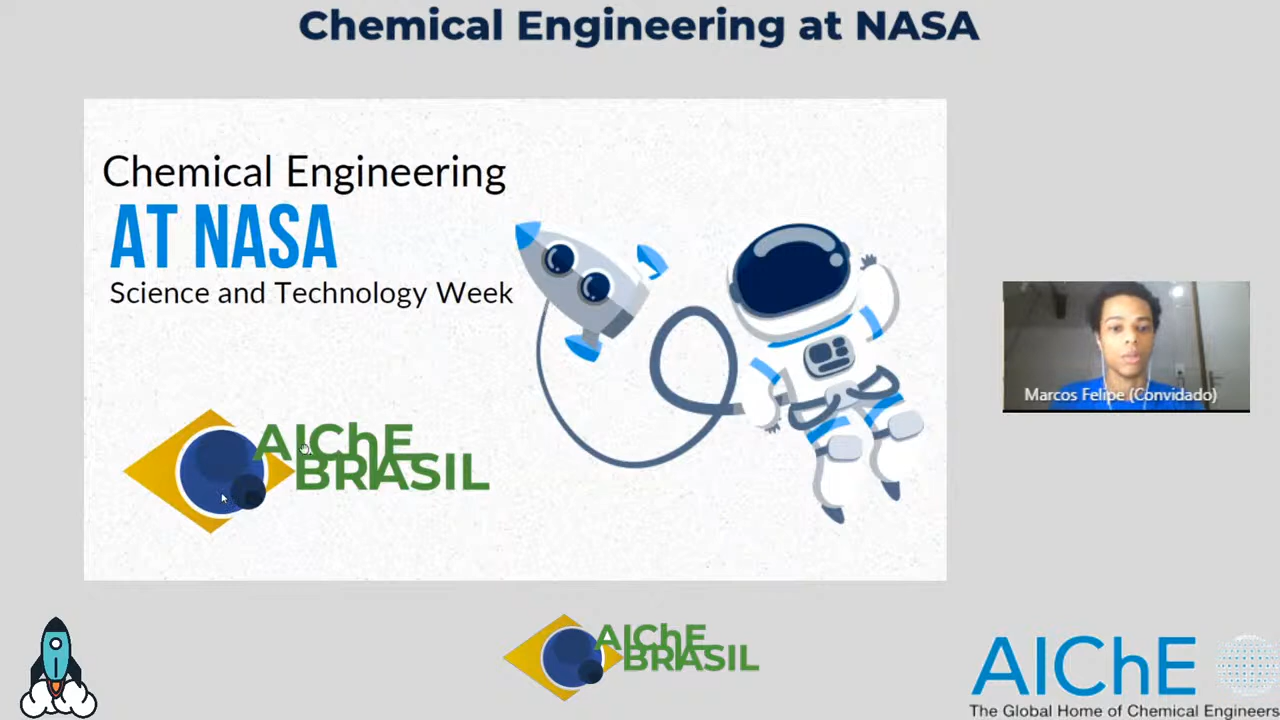 Chemical Engineering at NASA
Chemical Engineering
AT NASA
Science and Technology Week
AIChE
BRASIL
Marcos Felipe (Convidado)
AIChE
BRASIL
AIChE
The Global Home of Chemical Engineers